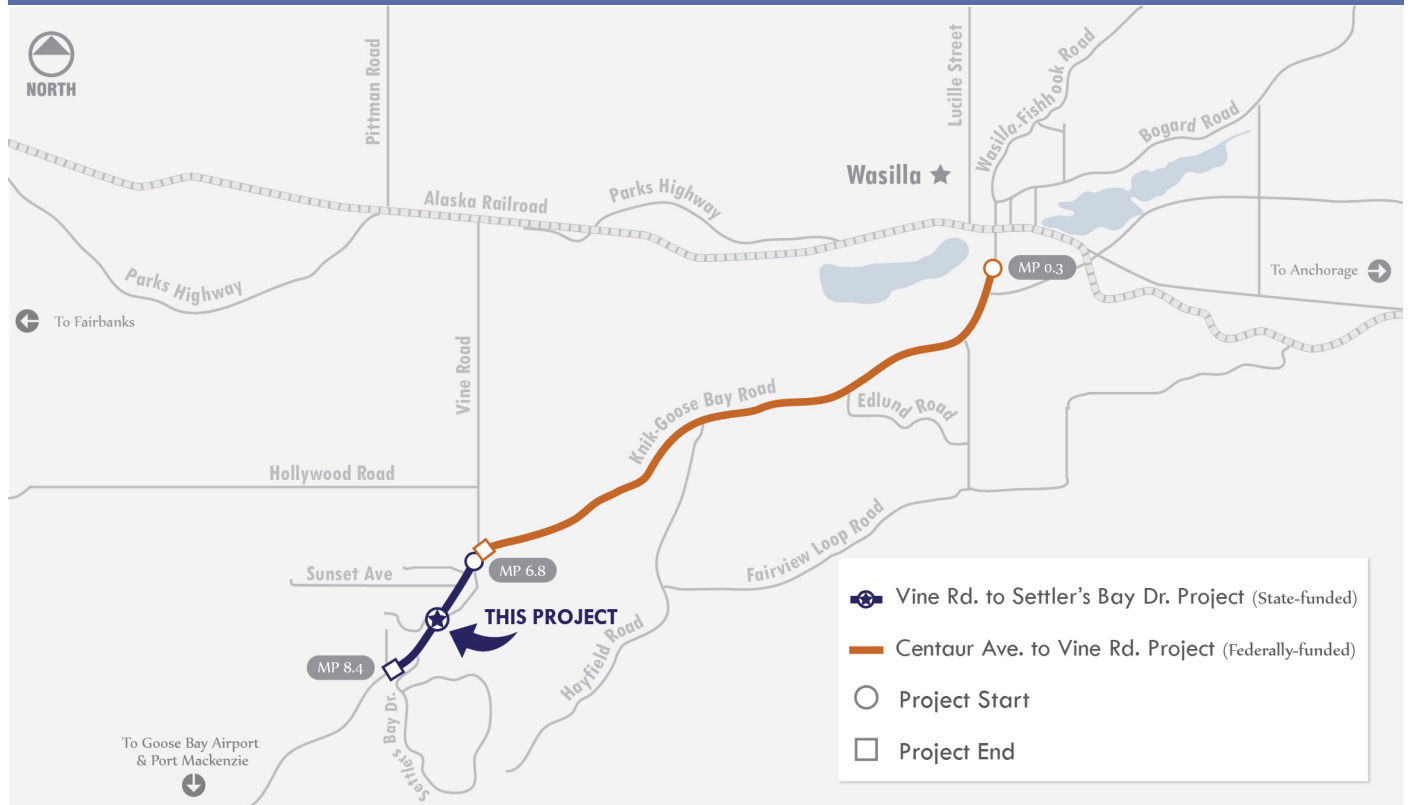 NORTH
Pittman Road
Lucille Street
Wasilla-Fishhook Road
Bogard Road
Wasilla
Parks Highway
Alaska Railroad
Parks Highway
MP 0.3
To Anchorage
To Fairbanks
Vine Road
Knik-Goose Bay Road
Edlund Road
Hollywood Road
Fairview Loop Road
Sunset Ave
MP 6.8
THIS PROJECT
Hayfield Road
MP 8.4
Settler's Bay Dr.
To Goose Bay Airport
& Port Mackenzie
Vine Rd. to Settler's Bay Dr. Project (State-funded)
Centaur Ave. to Vine Rd. Project (Federally-funded)
Project Start
Project End